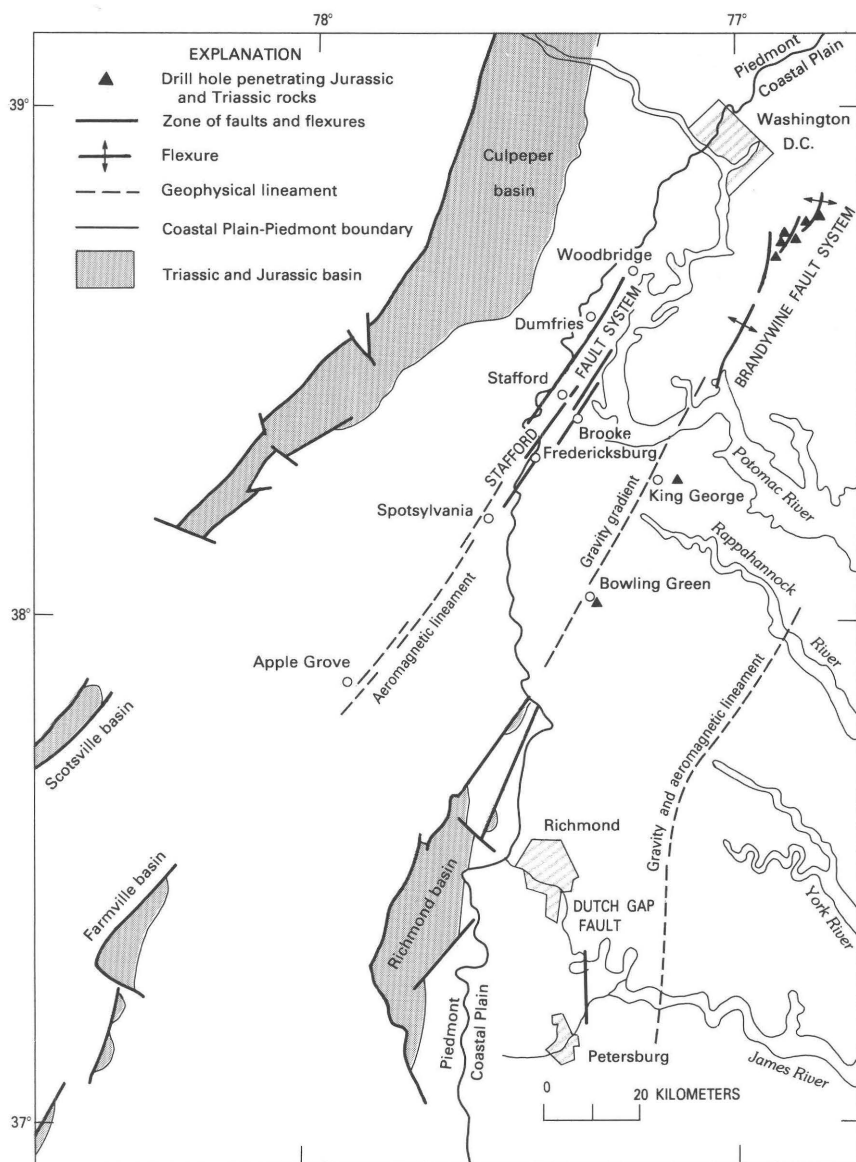 78°
77°
EXPLANATION
Drill hole penetrating Jurassic
and Triassic rocks
Zone of faults and flexures
Flexure
Geophysical lineament
Coastal Plain-Piedmont boundary
Triassic and Jurassic basin
Piedmont
Coastal Plain
39°
Washington
D.C.
Culpeper
basin
Woodbridge
Dumfries
Stafford
STAFFORD FAULT SYSTEM
BRANDYWINE FAULT SYSTEM
Brooke
Fredericksburg
Potomac River
King George
Spotsylvania
Gravity gradient
Rappahannock
River
Bowling Green
38°
Apple Grove
Aeromagnetic lineament
Gravity and aeromagnetic lineament
Scotsville basin
Richmond
Farmville basin
Richmond basin
York River
DUTCH GAP
FAULT
Piedmont
Coastal Plain
Petersburg
James River
0 20 KILOMETERS
37°